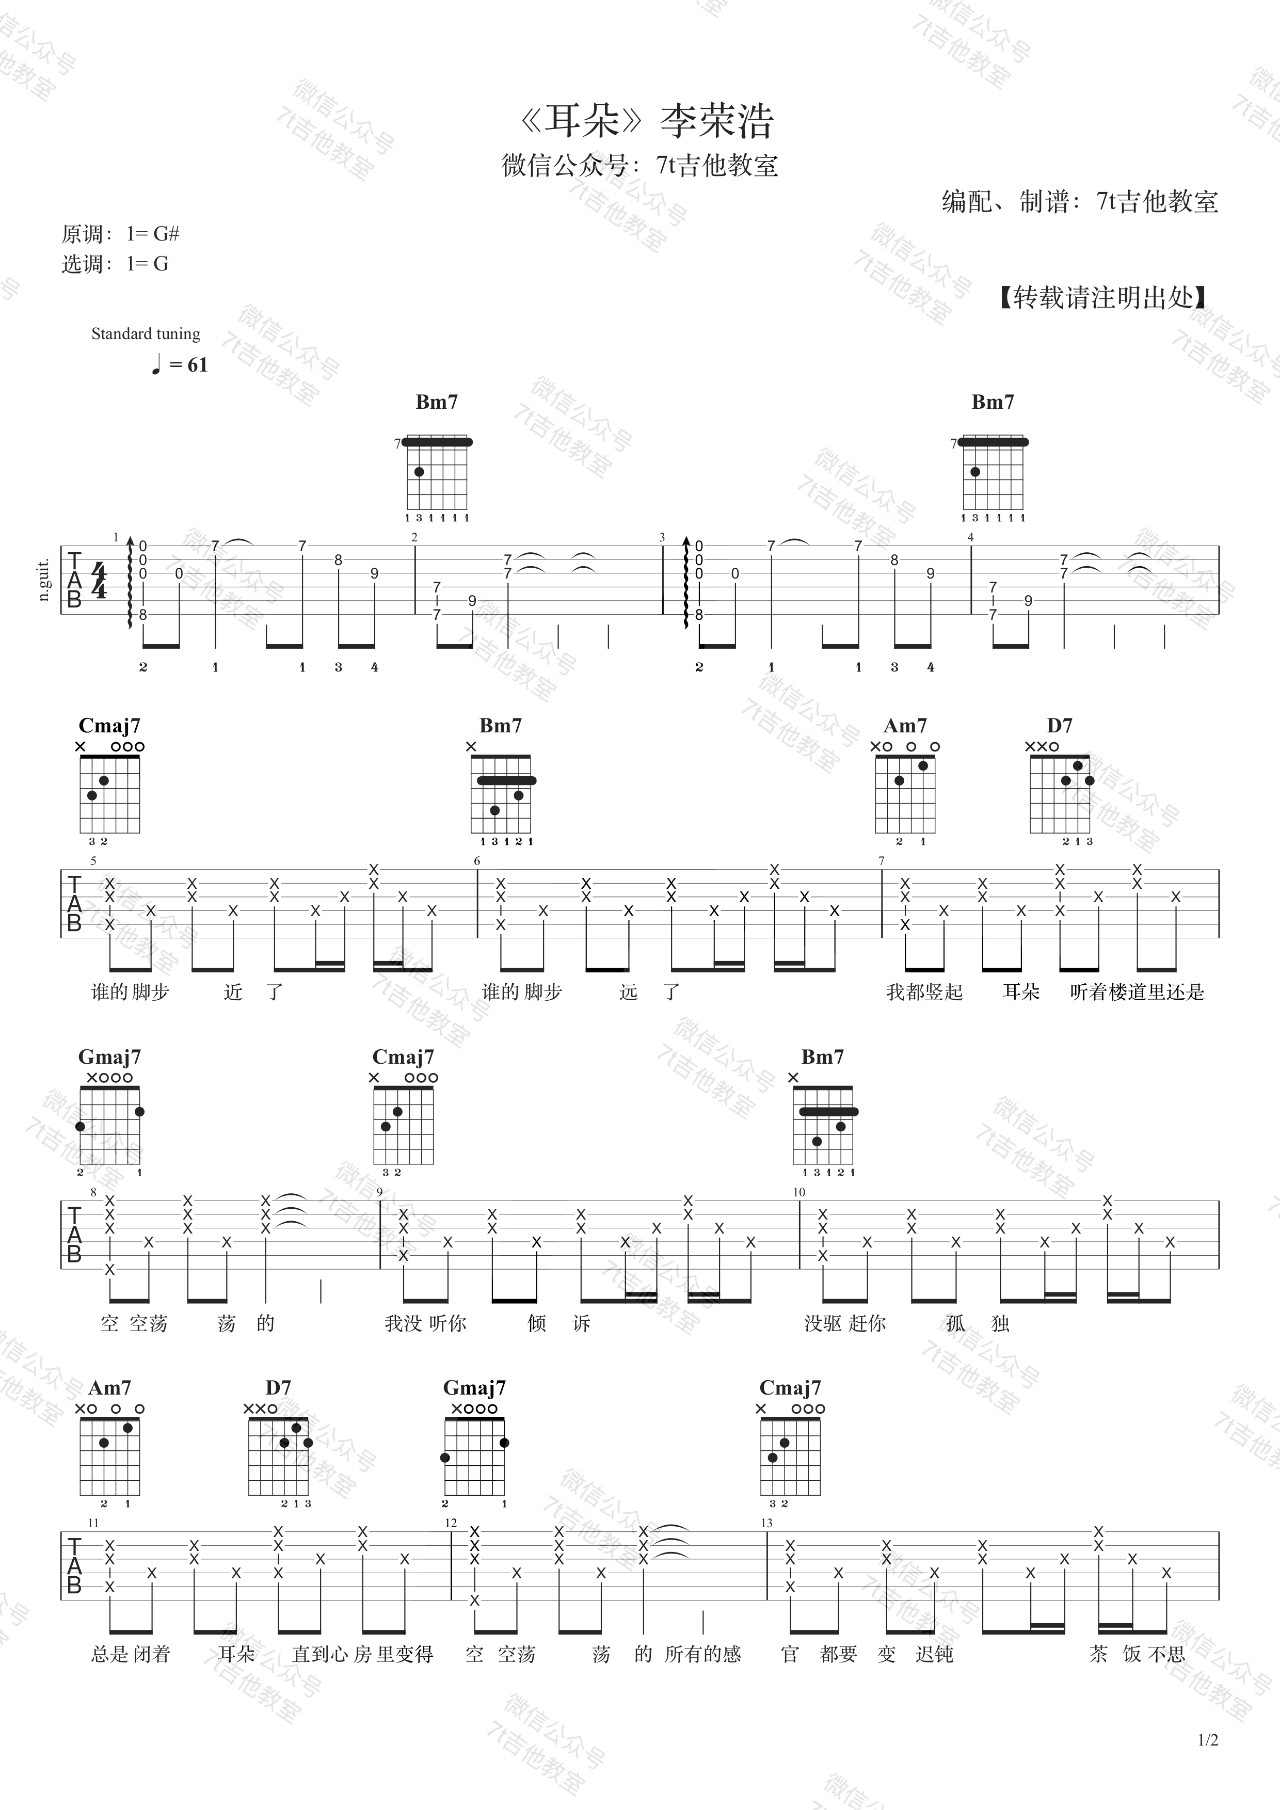 《耳朵》李荣浩
微信公众号：7t吉他教室
编配、制谱：7t吉他教室
原调：1= G#
选调：1= G
【转载请注明出处】
Standard tuning
♩= 61
Bm7 Bm7
7 7
1 3 1 1 1 1 1 3 1 1 1 1
n.guit.
1 2 3 4
TAB 4/4
0 7 7 0 7 7
0 8 7 0 8 7
0 0 9 7 0 0 9 7
7 7
9 9
8 7 8 7
2 1 1 3 4 2 1 1 3 4
Cmaj7 Bm7 Am7 D7
3 2 1 3 1 2 1 2 1 2 1 3
5 6 7
TAB
谁的 脚步 近 了 谁的 脚步 远 了 我都竖起 耳朵 听着楼道里还是
Gmaj7 Cmaj7 Bm7
2 1 3 2 1 3 1 2 1
8 9 10
TAB
空 空荡 荡 的 我没 听你 倾 诉 没驱 赶你 孤 独
Am7 D7 Gmaj7 Cmaj7
2 1 2 1 3 2 1 3 2
11 12 13
TAB
总是 闭着 耳朵 直到心 房 里变得 空 空荡 荡 的 所有的感 官 都要 变 迟钝 茶 饭 不思
1/2
微信公众号
7t吉他教室